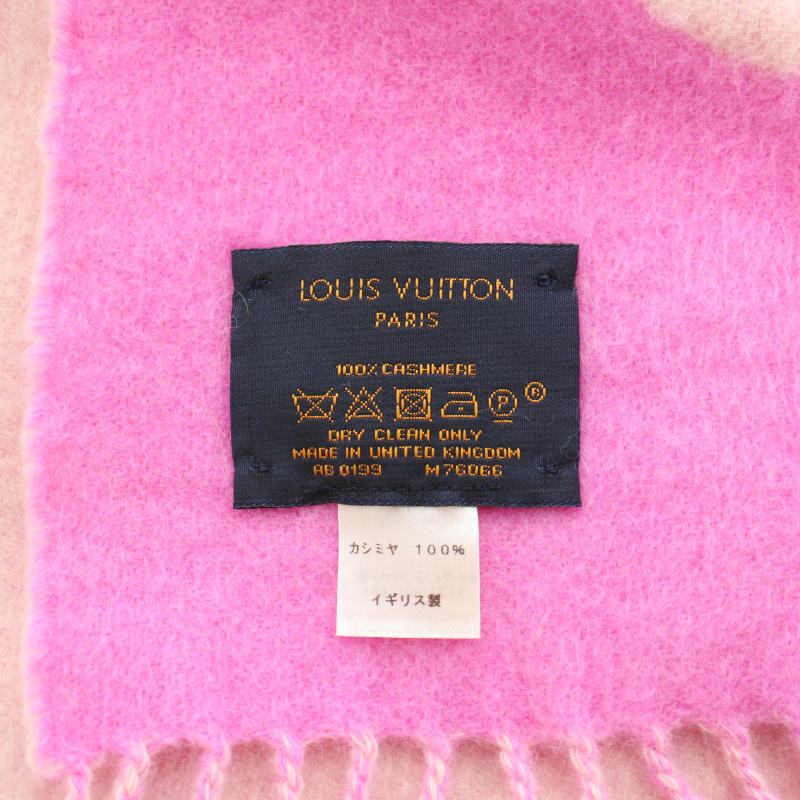 LOUIS VUITTON
PARIS
100% CASHMERE
P R
DRY CLEAN ONLY
MADE IN UNITED KINGDOM
AB 0199 M76066
カシミヤ 100%
イギリス製